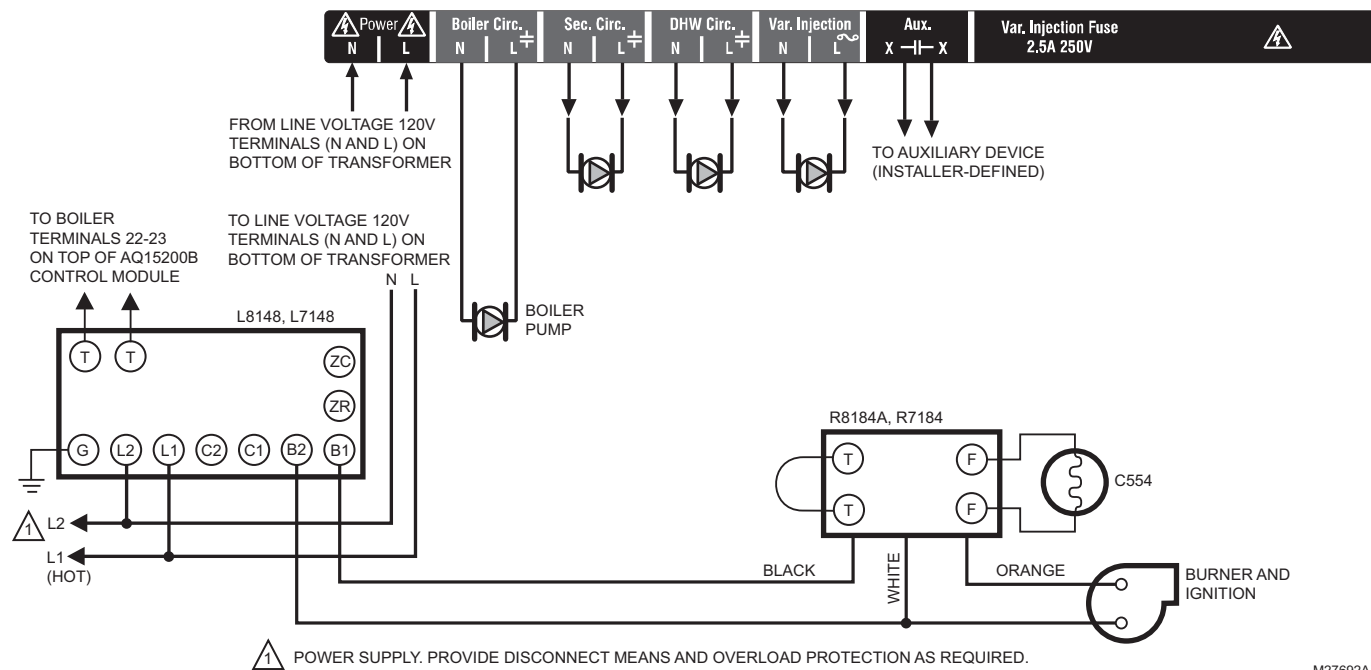 Power
N L
Boiler Circ.
N L
Sec. Circ.
N L
DHW Circ.
N L
Var. Injection
N L
Aux.
X X
Var. Injection Fuse
2.5A 250V
FROM LINE VOLTAGE 120V
TERMINALS (N AND L) ON
BOTTOM OF TRANSFORMER
TO AUXILIARY DEVICE
(INSTALLER-DEFINED)
TO BOILER
TERMINALS 22-23
ON TOP OF AQ15200B
CONTROL MODULE
TO LINE VOLTAGE 120V
TERMINALS (N AND L) ON
BOTTOM OF TRANSFORMER
N L
BOILER
PUMP
L8148, L7148
T T
ZC
ZR
G L2 L1 C2 C1 B2 B1
R8184A, R7184
T F
T F
C554
1 L2
L1
(HOT)
BLACK
WHITE
ORANGE
BURNER AND
IGNITION
1 POWER SUPPLY. PROVIDE DISCONNECT MEANS AND OVERLOAD PROTECTION AS REQUIRED.